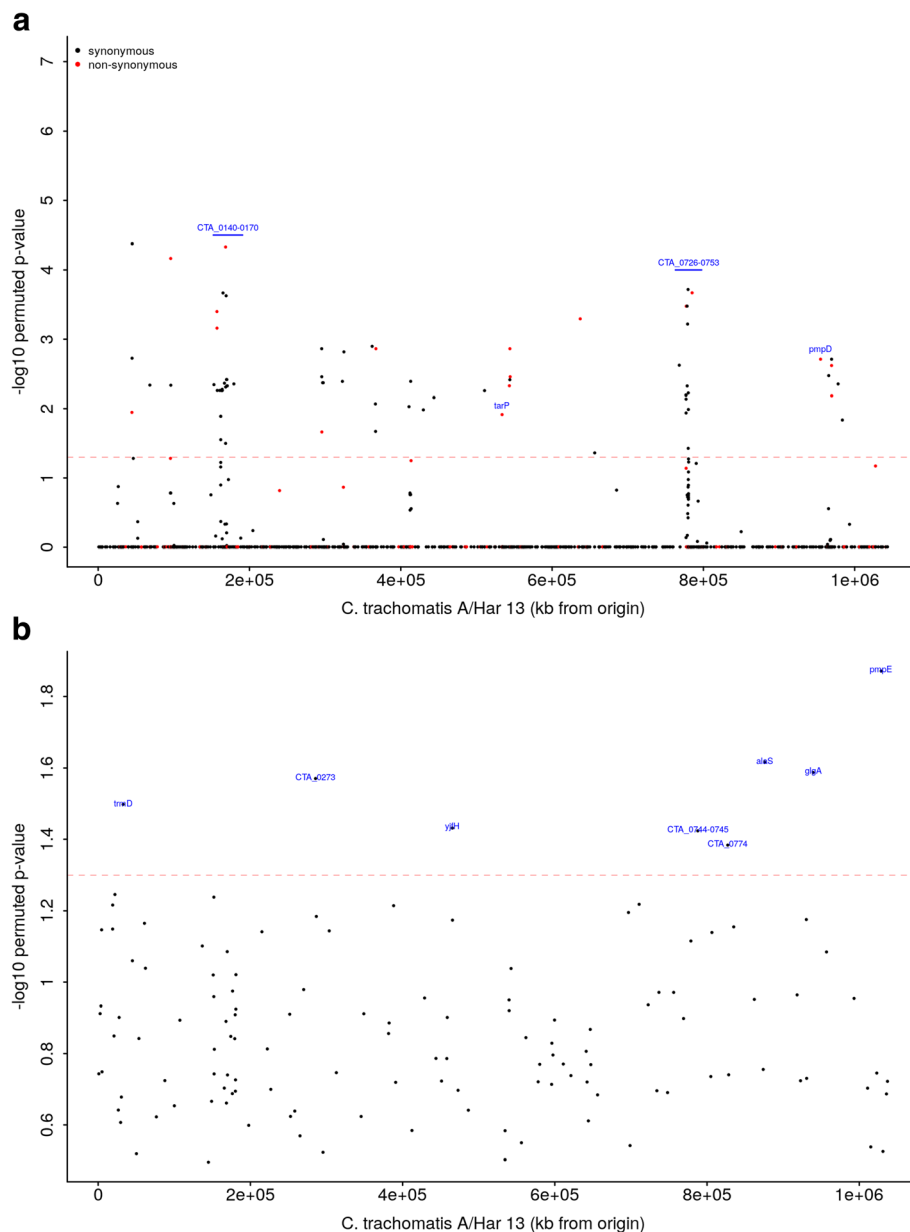 a
synonymous
non-synonymous
7
6
5
4
3
2
1
0
-log10 permuted p-value
CTA_0140-0170
CTA_0726-0753
pmpD
tarP
0
2e+05
4e+05
6e+05
8e+05
1e+06
C. trachomatis A/Har 13 (kb from origin)
b
1.8
1.6
1.4
1.2
1
0.8
0.6
-log10 permuted p-value
pmpE
alaS
glgA
CTA_0273
trmD
yjfH
CTA_0744-0745
CTA_0774
0
2e+05
4e+05
6e+05
8e+05
1e+06
C. trachomatis A/Har 13 (kb from origin)